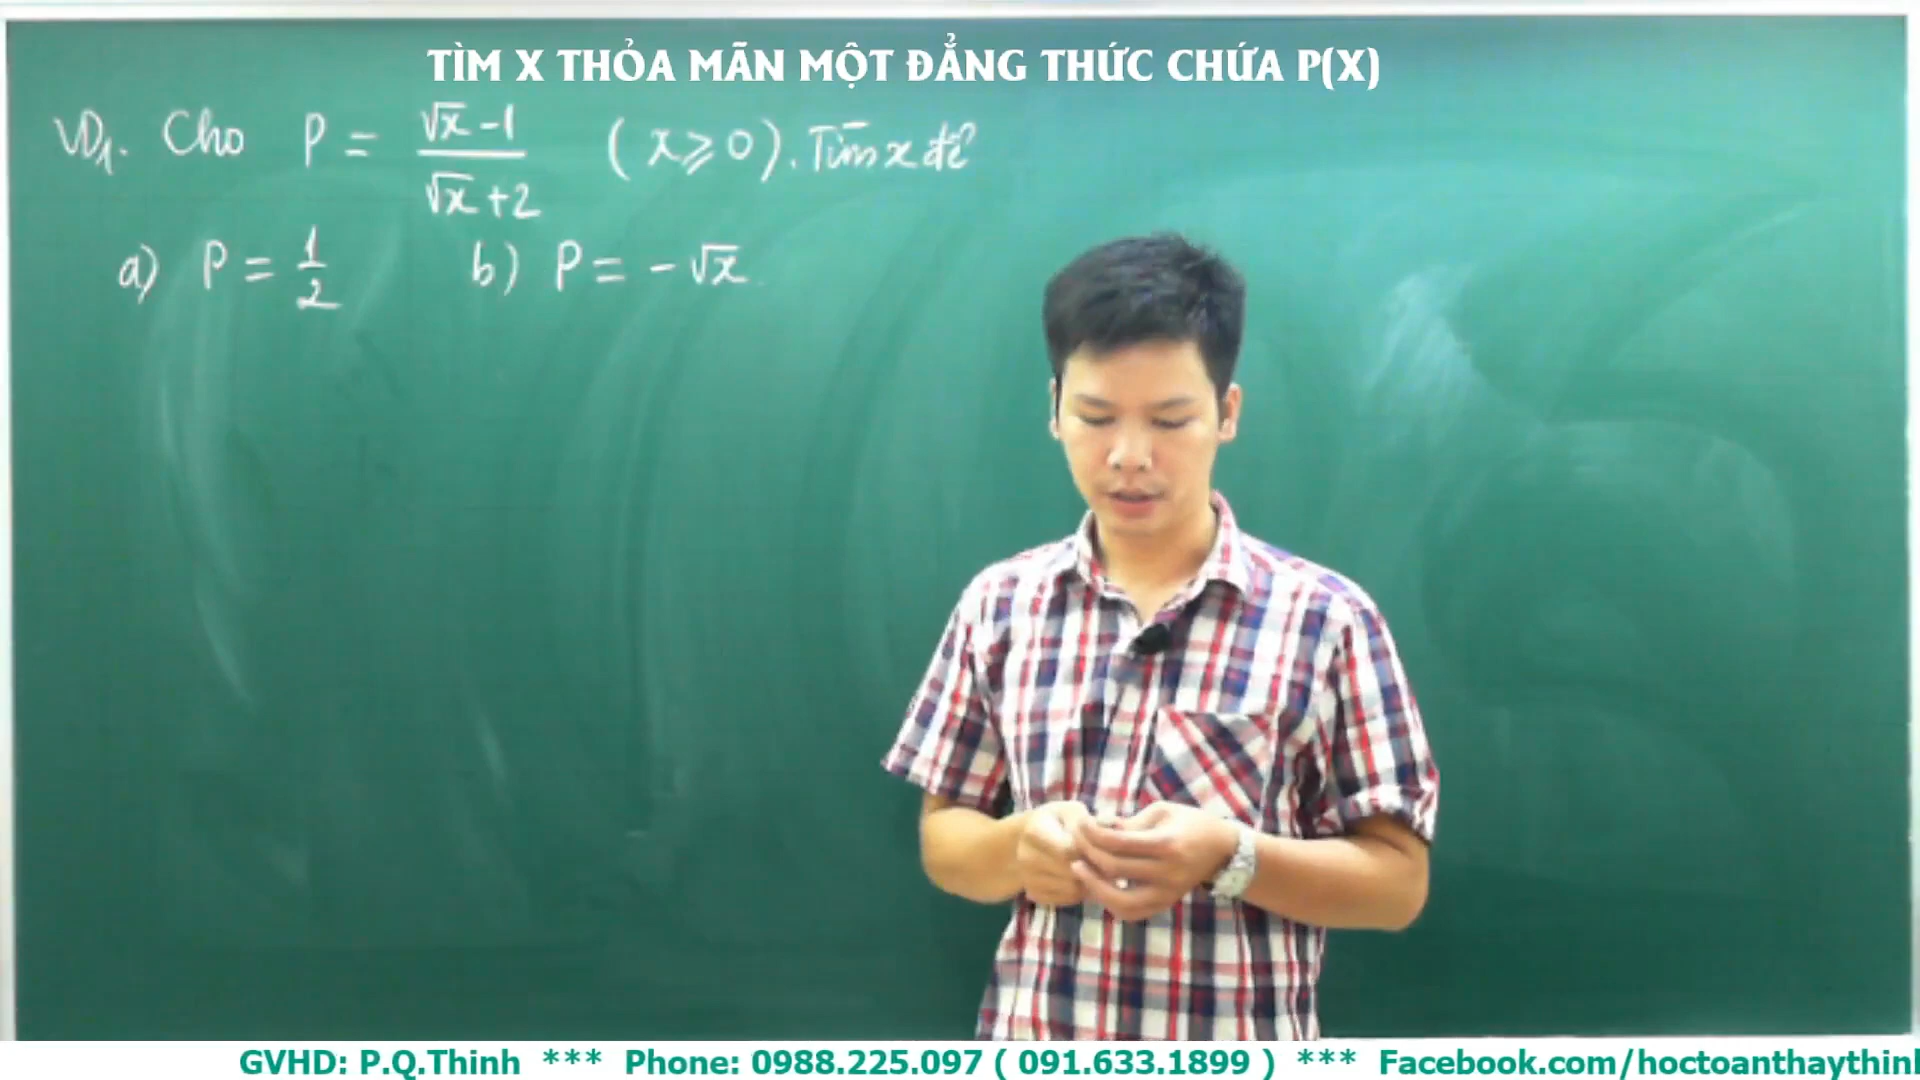 TÌM X THỎA MÃN MỘT ĐẲNG THỨC CHỨA P(X)
VD1. Cho P = (√x -1)/(√x +2) (x ⩾ 0). Tìm x để
a) P = 1/2 b) P = -√x
GVHD: P.Q.Thinh *** Phone: 0988.225.097 ( 091.633.1899 ) *** Facebook.com/hoctoanthaythinh